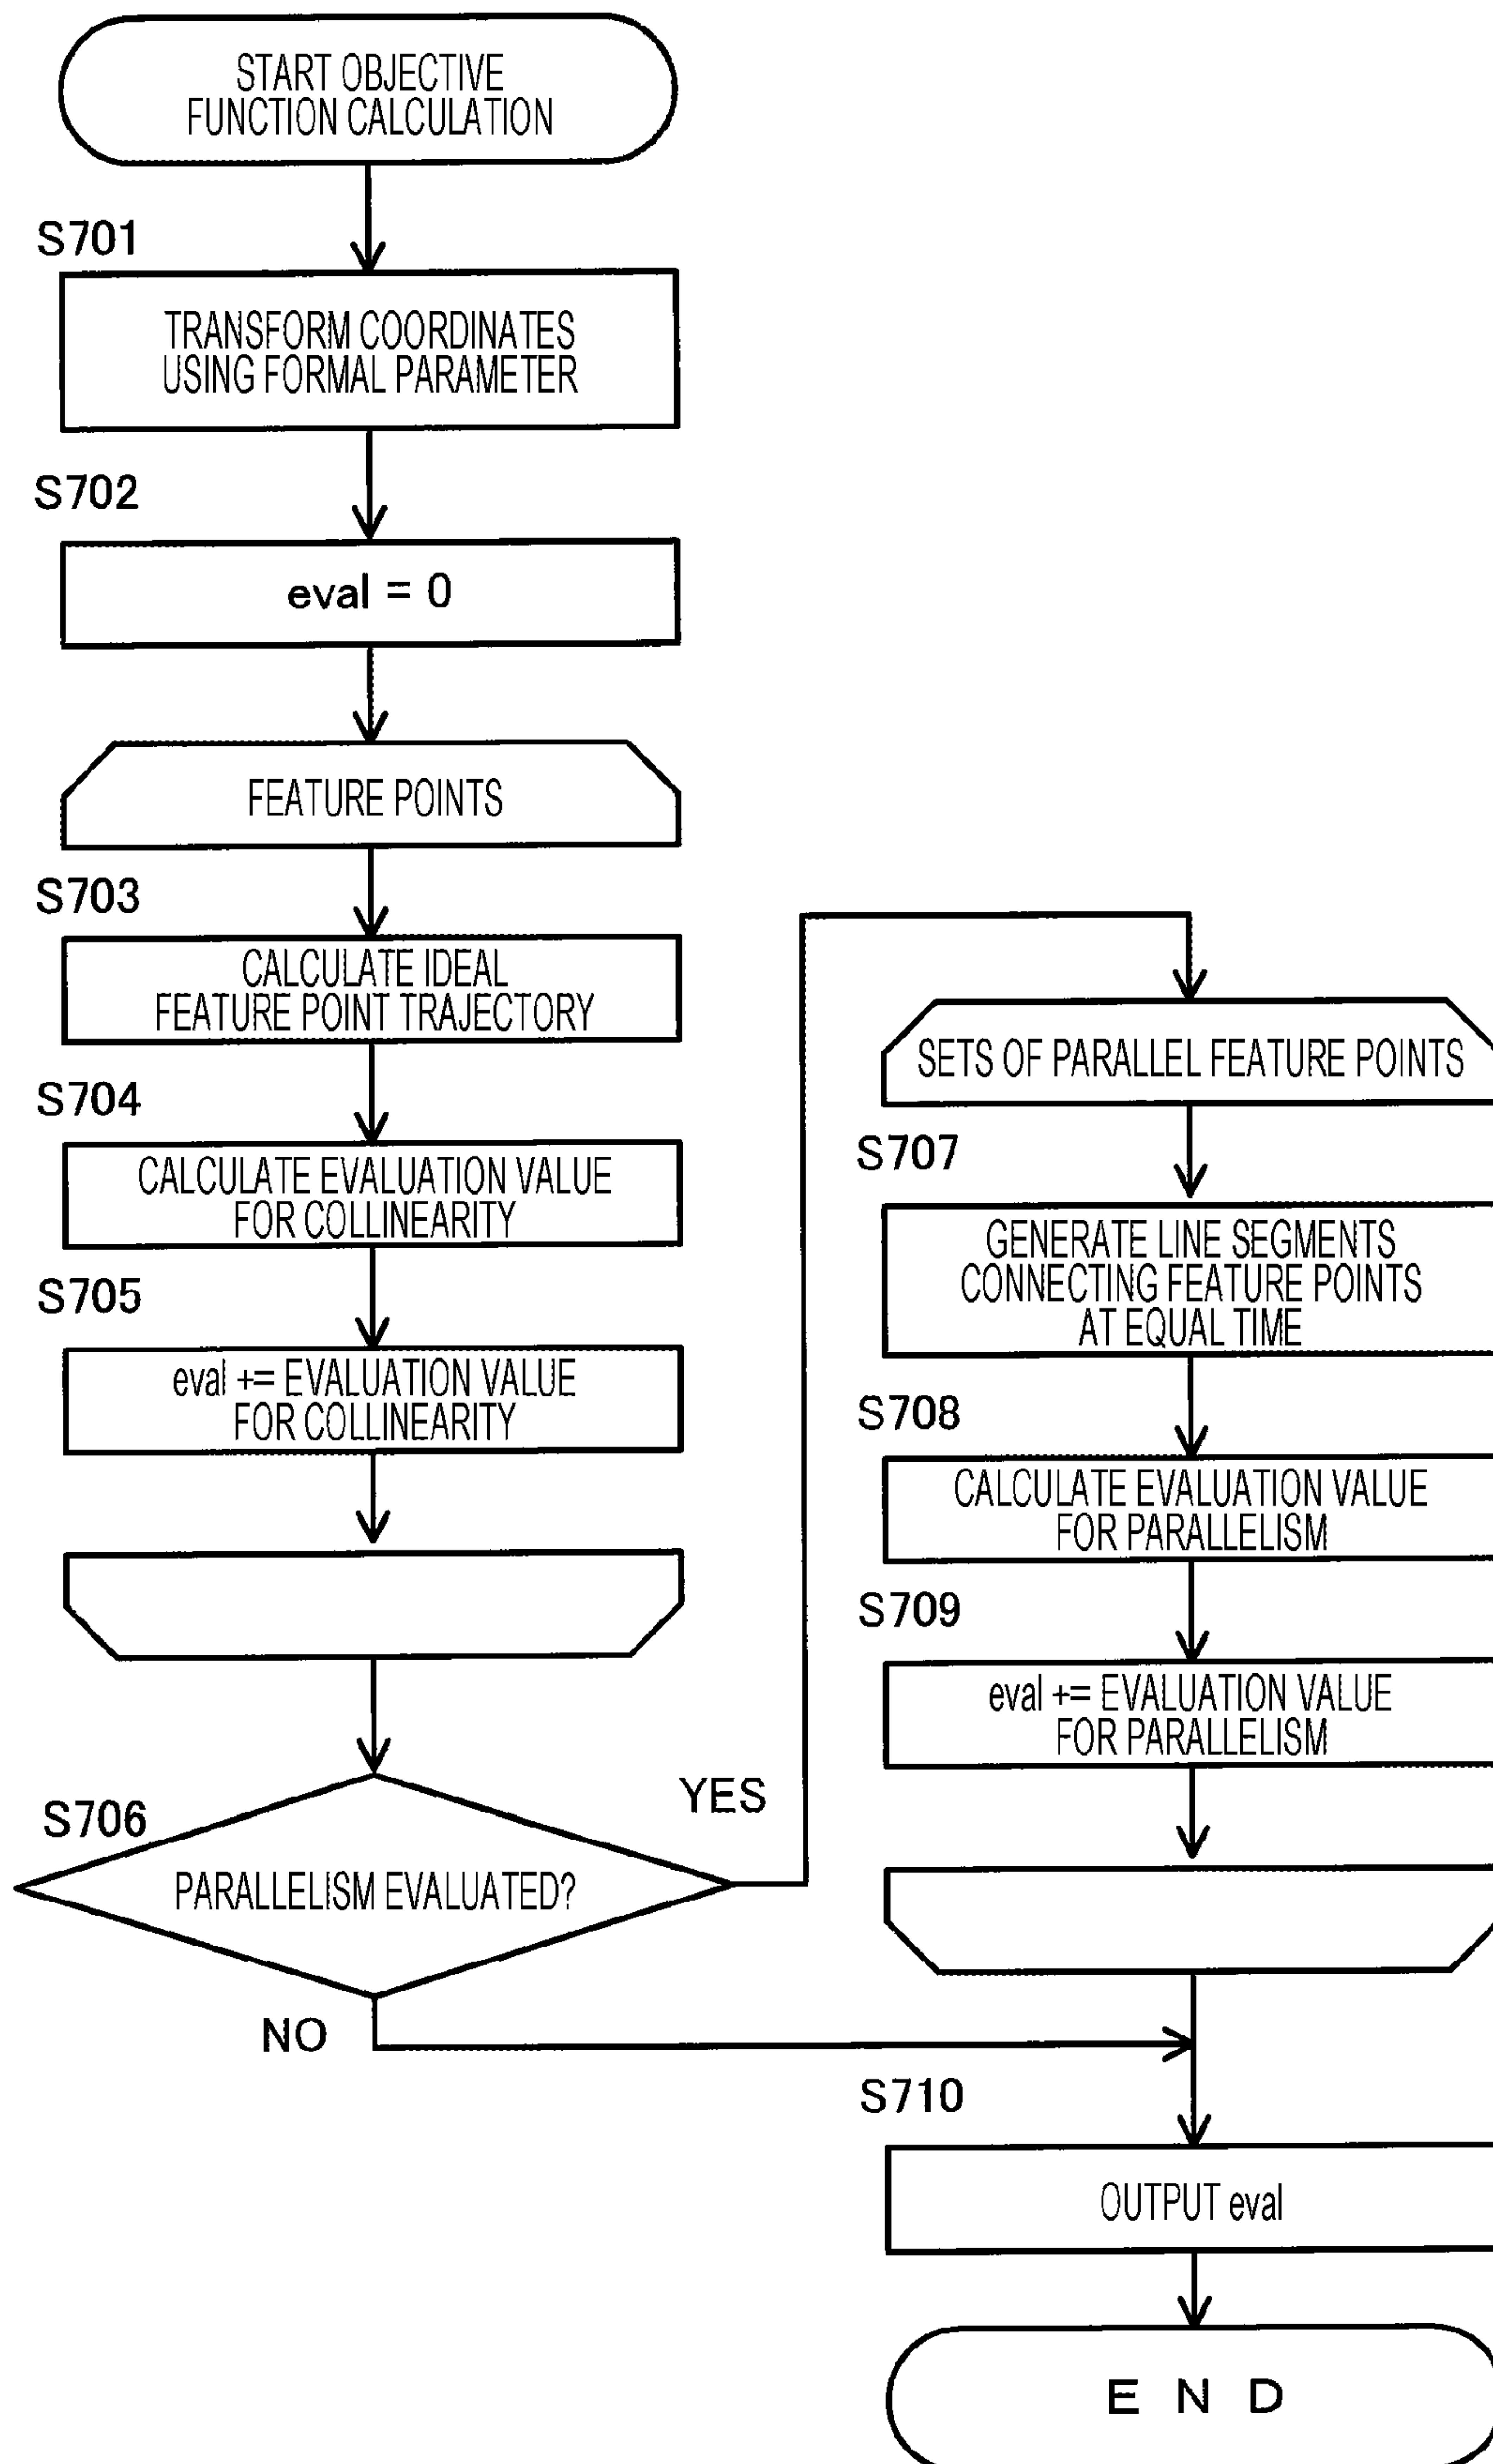 START OBJECTIVE
FUNCTION CALCULATION
S701
TRANSFORM COORDINATES
USING FORMAL PARAMETER
S702
eval = 0
FEATURE POINTS
S703
CALCULATE IDEAL
FEATURE POINT TRAJECTORY
S704
CALCULATE EVALUATION VALUE
FOR COLLINEARITY
S705
eval += EVALUATION VALUE
FOR COLLINEARITY
S706
PARALLELISM EVALUATED?
YES
NO
SETS OF PARALLEL FEATURE POINTS
S707
GENERATE LINE SEGMENTS
CONNECTING FEATURE POINTS
AT EQUAL TIME
S708
CALCULATE EVALUATION VALUE
FOR PARALLELISM
S709
eval += EVALUATION VALUE
FOR PARALLELISM
S710
OUTPUT eval
E N D